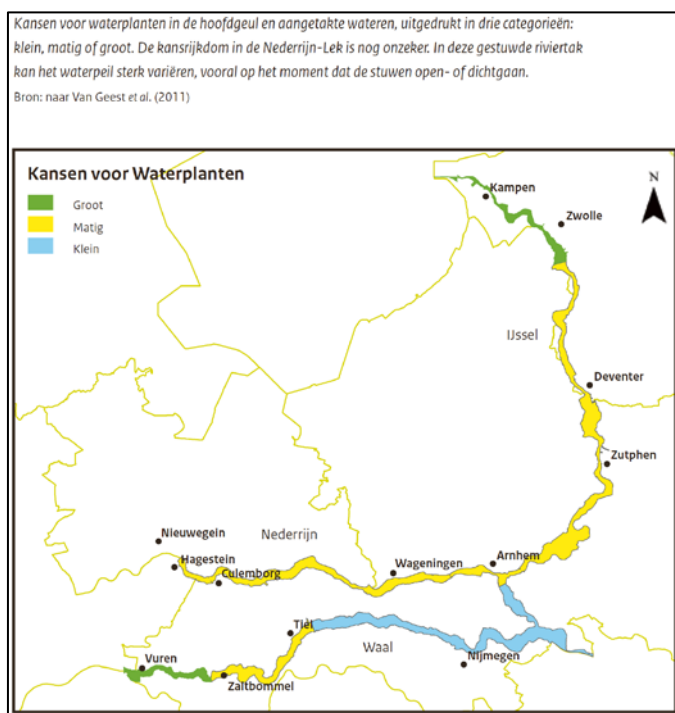 Kansen voor waterplanten in de hoofdgeul en aangetakte wateren, uitgedrukt in drie categorieën:
klein, matig of groot. De kansrijkdom in de Nederrijn-Lek is nog onzeker. In deze gestuwde riviertak
kan het waterpeil sterk variëren, vooral op het moment dat de stuwen open- of dichtgaan.
Bron: naar Van Geest et al. (2011)
Kansen voor Waterplanten
Groot
Matig
Klein
N
Kampen
Zwolle
IJssel
Deventer
Zutphen
Nieuwegein
Nederrijn
Hagestein
Culemborg
Wageningen
Arnhem
Tiel
Waal
Nijmegen
Vuren
Zaltbommel